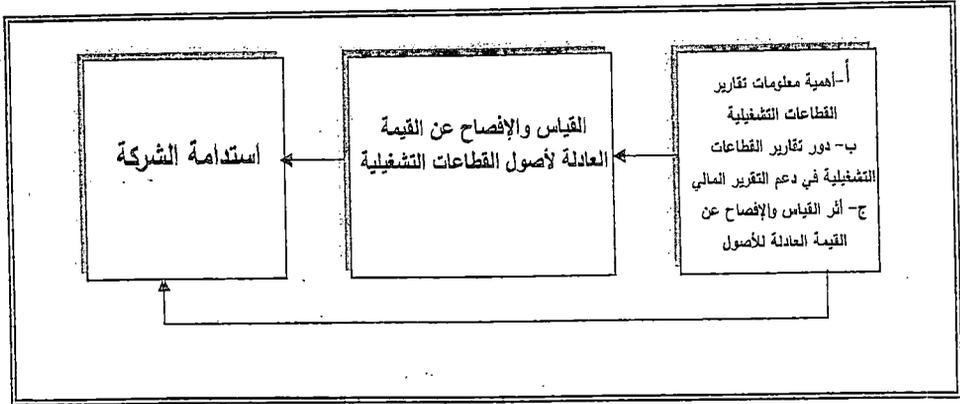 أ-أهمية معلومات تقارير
القطاعات التشغيلية
ب- دور تقارير القطاعات
التشغيلية في دعم التقرير المالي
ج- أثر القياس والإفصاح عن
القيمة العادلة للأصول
القياس والإفصاح عن القيمة
العادلة لأصول القطاعات التشغيلية
استدامة الشركة